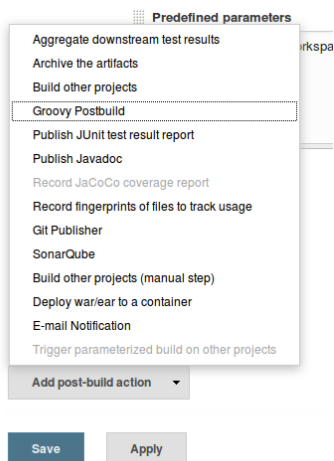 Predefined parameters
Aggregate downstream test results
Archive the artifacts
Build other projects
Groovy Postbuild
Publish JUnit test result report
Publish Javadoc
Record JaCoCo coverage report
Record fingerprints of files to track usage
Git Publisher
SonarQube
Build other projects (manual step)
Deploy war/ear to a container
E-mail Notification
Trigger parameterized build on other projects
Add post-build action
Save Apply